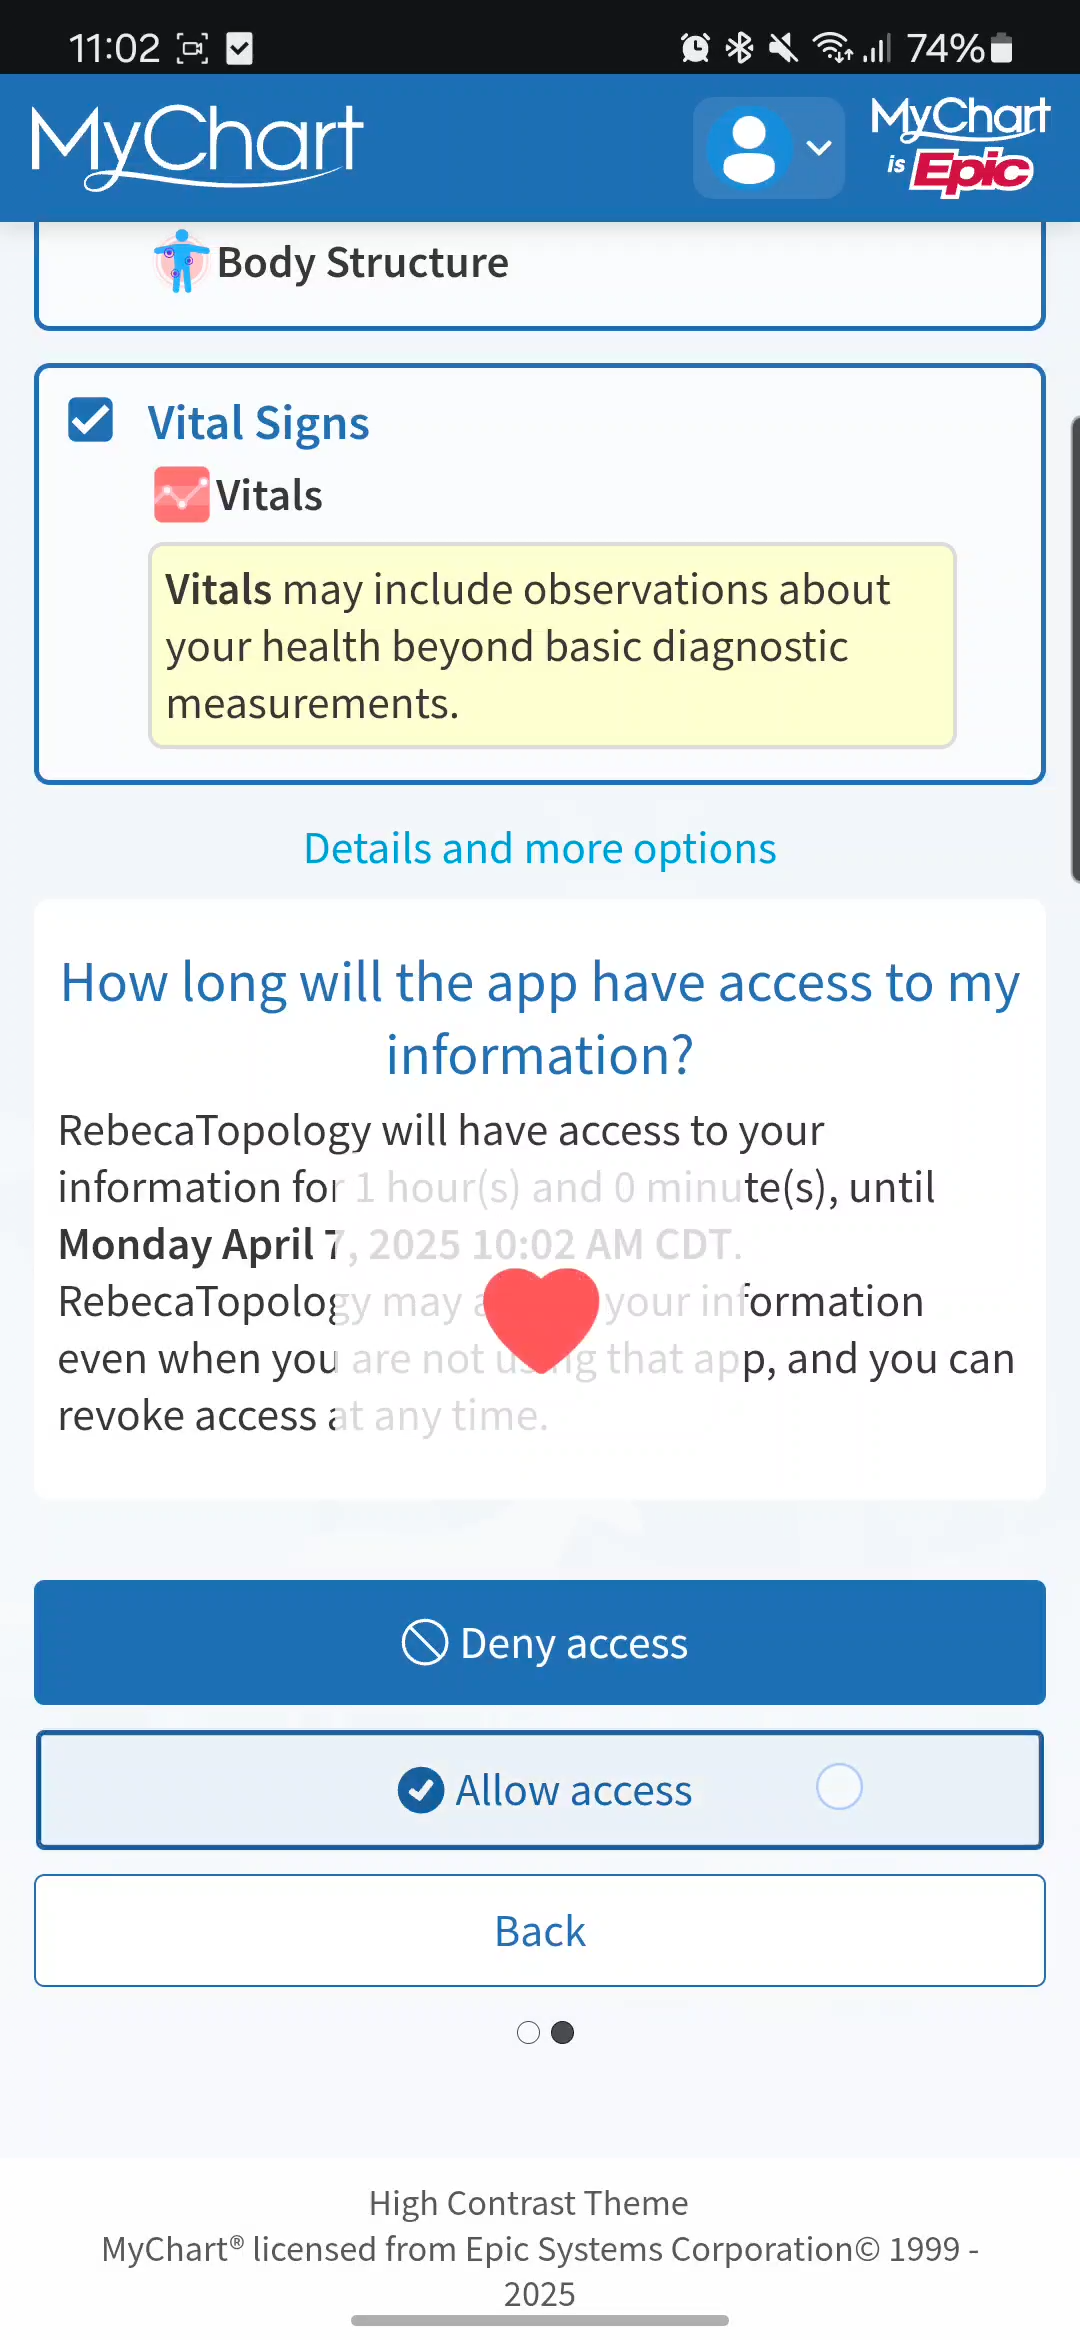 11:02
74%
MyChart
MyChart
is Epic
Body Structure
Vital Signs
Vitals
Vitals may include observations about
your health beyond basic diagnostic
measurements.
Details and more options
How long will the app have access to my
information?
RebecaTopology will have access to your
information for 1 hour(s) and 0 minute(s), until
Monday April 7, 2025 10:02 AM CDT.
RebecaTopology may your information
even when you are not using that app, and you can
revoke access at any time.
Deny access
Allow access
Back
High Contrast Theme
MyChart® licensed from Epic Systems Corporation© 1999 -
2025